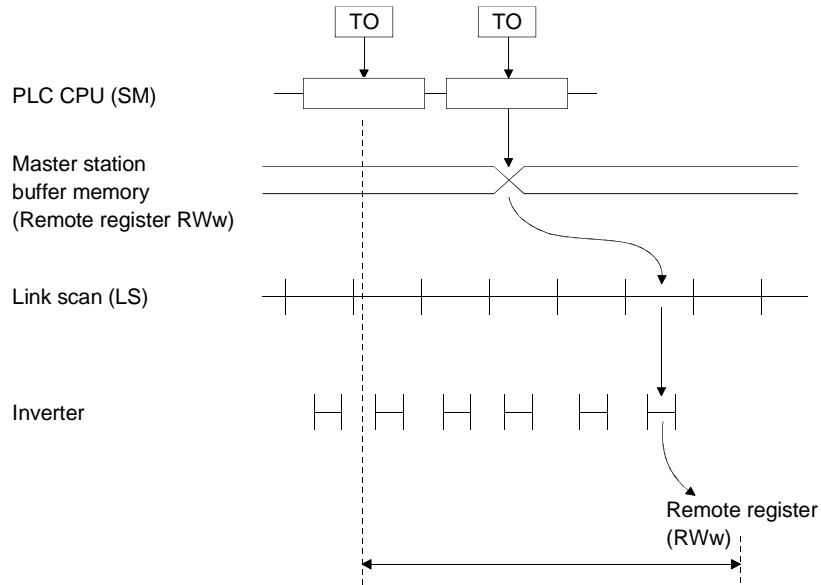 TO TO
PLC CPU (SM)
Master station
buffer memory
(Remote register RWw)
Link scan (LS)
Inverter
Remote register
(RWw)